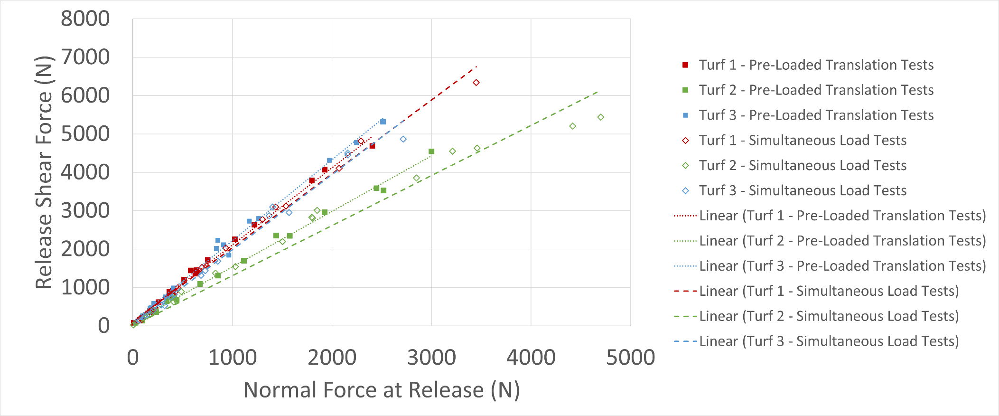 8000
7000
6000
5000
4000
3000
2000
1000
0
Release Shear Force (N)
0 1000 2000 3000 4000 5000
Normal Force at Release (N)
Turf 1 - Pre-Loaded Translation Tests
Turf 2 - Pre-Loaded Translation Tests
Turf 3 - Pre-Loaded Translation Tests
Turf 1 - Simultaneous Load Tests
Turf 2 - Simultaneous Load Tests
Turf 3 - Simultaneous Load Tests
Linear (Turf 1 - Pre-Loaded Translation Tests)
Linear (Turf 2 - Pre-Loaded Translation Tests)
Linear (Turf 3 - Pre-Loaded Translation Tests)
Linear (Turf 1 - Simultaneous Load Tests)
Linear (Turf 2 - Simultaneous Load Tests)
Linear (Turf 3 - Simultaneous Load Tests)